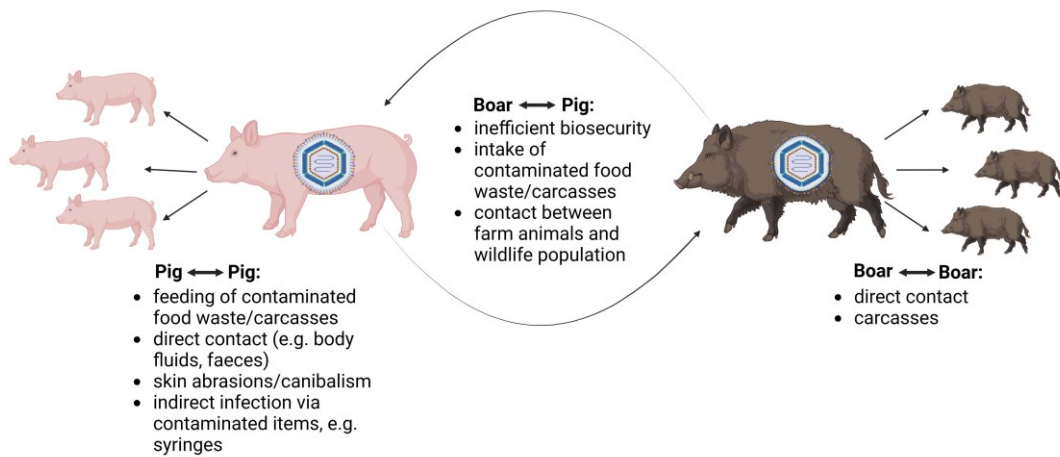 Boar ⟷ Pig:
• inefficient biosecurity
• intake of
contaminated food
waste/carcasses
• contact between
farm animals and
wildlife population
Pig ⟷ Pig:
• feeding of contaminated
food waste/carcasses
• direct contact (e.g. body
fluids, faeces)
• skin abrasions/canibalism
• indirect infection via
contaminated items, e.g.
syringes
Boar ⟷ Boar:
• direct contact
• carcasses